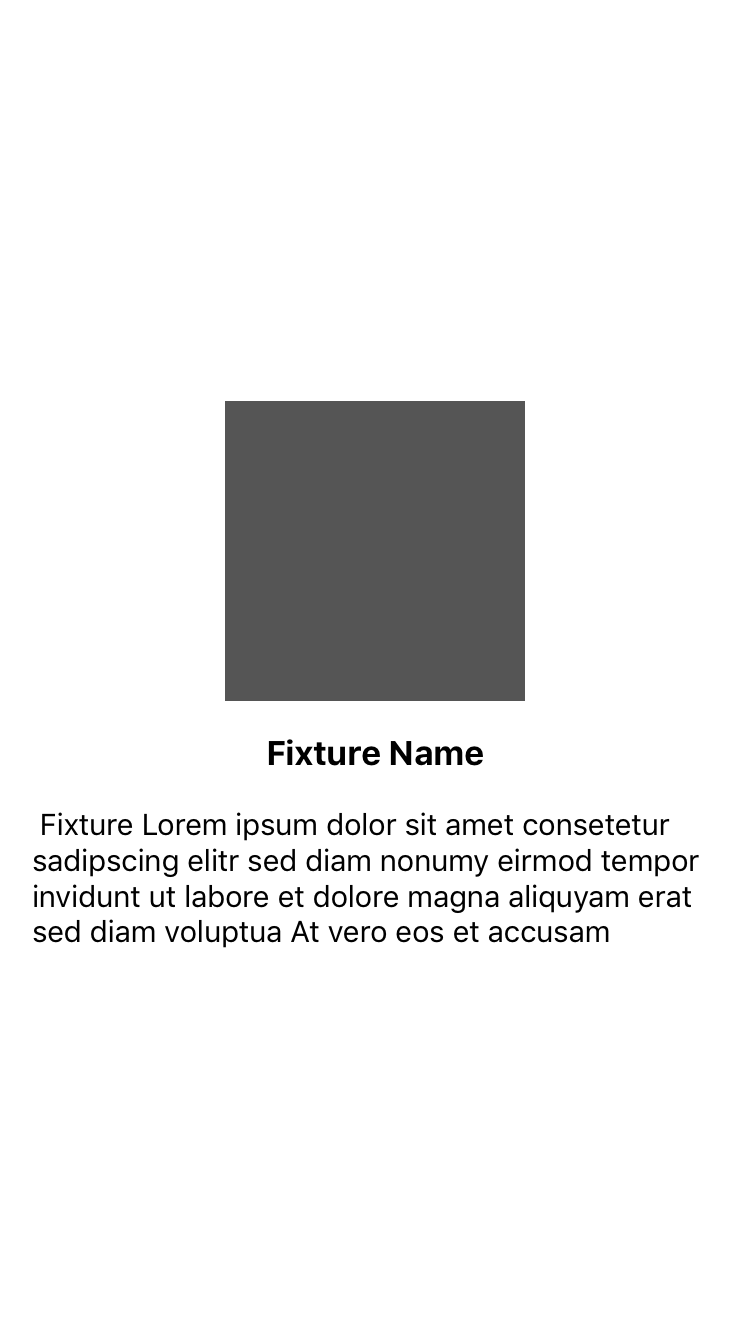 Fixture Name
Fixture Lorem ipsum dolor sit amet consetetur
sadipscing elitr sed diam nonumy eirmod tempor
invidunt ut labore et dolore magna aliquyam erat
sed diam voluptua At vero eos et accusam